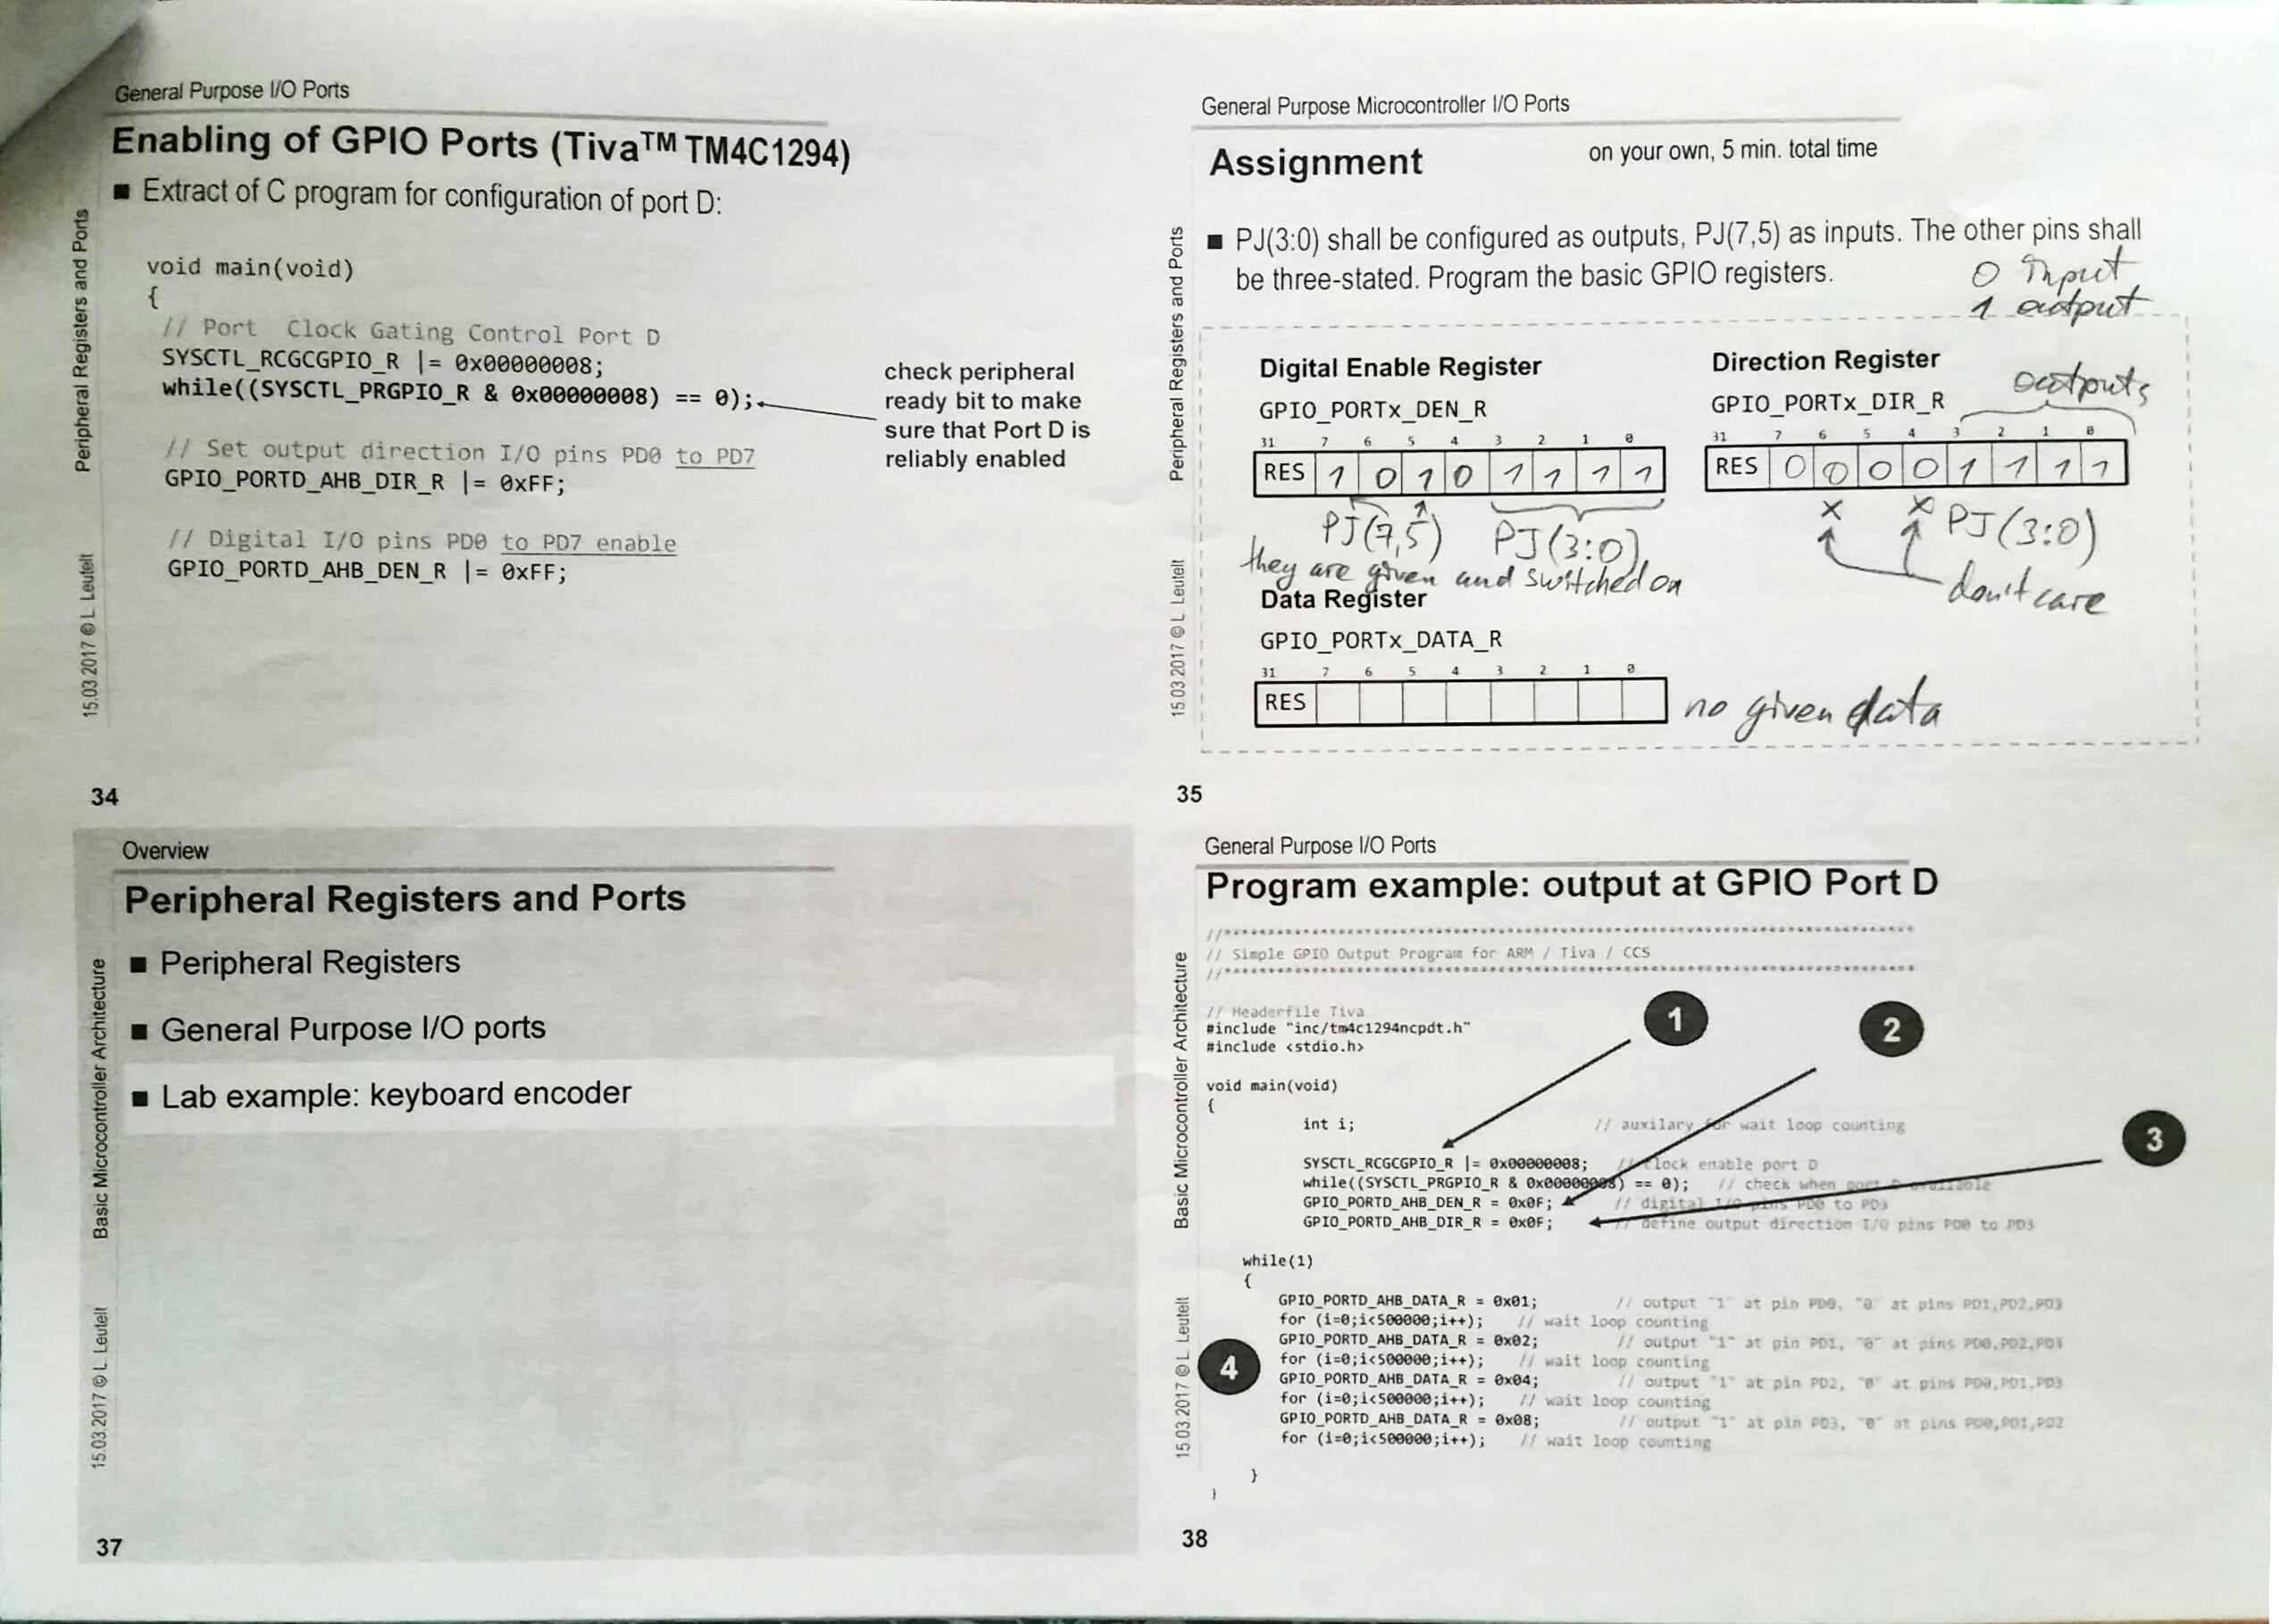 General Purpose I/O Ports
Enabling of GPIO Ports (Tiva™ TM4C1294)
■ Extract of C program for configuration of port D:
void main(void)
{
// Port  Clock Gating Control Port D
SYSCTL_RCGCGPIO_R |= 0x00000008;
while((SYSCTL_PRGPIO_R & 0x00000008) == 0);
check peripheral
ready bit to make
sure that Port D is
reliably enabled
// Set output direction I/O pins PD0 to PD7
GPIO_PORTD_AHB_DIR_R |= 0xFF;
// Digital I/O pins PD0 to PD7 enable
GPIO_PORTD_AHB_DEN_R |= 0xFF;
Peripheral Registers and Ports
15.03.2017 © L. Leutelt
34
General Purpose Microcontroller I/O Ports
Assignment
on your own, 5 min. total time
■ PJ(3:0) shall be configured as outputs, PJ(7,5) as inputs. The other pins shall
be three-stated. Program the basic GPIO registers.
0 Input
1 output
Digital Enable Register
GPIO_PORTx_DEN_R
31 7 6 5 4 3 2 1 0
RES 1 0 1 0 1 1 1 1
PJ(7,5) PJ(3:0)
they are given and switched on
Direction Register
outputs
GPIO_PORTx_DIR_R
31 7 6 5 4 3 2 1 0
RES 0 0 0 0 1 1 1 1
x x PJ(3:0)
don't care
Data Register
GPIO_PORTx_DATA_R
31 7 6 5 4 3 2 1 0
RES
no given data
Peripheral Registers and Ports
15.03.2017 © L. Leutelt
35
Overview
Peripheral Registers and Ports
■ Peripheral Registers
■ General Purpose I/O ports
■ Lab example: keyboard encoder
Basic Microcontroller Architecture
15.03.2017 © L. Leutelt
37
General Purpose I/O Ports
Program example: output at GPIO Port D
// Simple GPIO Output Program for ARM / Tiva / CCS
// Headerfile Tiva
#include "inc/tm4c1294ncpdt.h"
#include <stdio.h>
1
2
3
void main(void)
{
int i; // auxilary for wait loop counting
SYSCTL_RCGCGPIO_R |= 0x00000008; // clock enable port D
while((SYSCTL_PRGPIO_R & 0x00000008) == 0); // check when port D available
GPIO_PORTD_AHB_DEN_R = 0x0F; // digital I/O pins PD0 to PD3
GPIO_PORTD_AHB_DIR_R = 0x0F; // define output direction I/O pins PD0 to PD3
while(1)
{
GPIO_PORTD_AHB_DATA_R = 0x01; // output "1" at pin PD0, "0" at pins PD1,PD2,PD3
for (i=0;i<500000;i++); // wait loop counting
GPIO_PORTD_AHB_DATA_R = 0x02; // output "1" at pin PD1, "0" at pins PD0,PD2,PD3
for (i=0;i<500000;i++); // wait loop counting
4
GPIO_PORTD_AHB_DATA_R = 0x04; // output "1" at pin PD2, "0" at pins PD0,PD1,PD3
for (i=0;i<500000;i++); // wait loop counting
GPIO_PORTD_AHB_DATA_R = 0x08; // output "1" at pin PD3, "0" at pins PD0,PD1,PD2
for (i=0;i<500000;i++); // wait loop counting
}
}
Basic Microcontroller Architecture
15.03.2017 © L. Leutelt
38